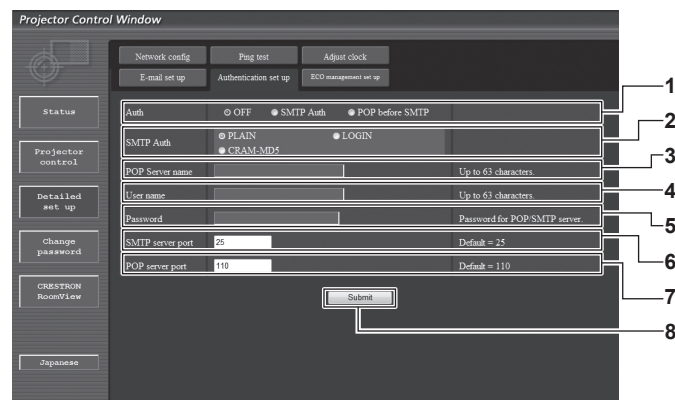 Projector Control Window
Network config
Ping test
Adjust clock
E-mail set up
Authentication set up
ECO management set up
Status
Projector
control
Detailed
set up
Change
password
CRESTRON
RoomView
Japanese
Auth
OFF
SMTP Auth
POP before SMTP
SMTP Auth
PLAIN
LOGIN
CRAM-MD5
POP Server name
Up to 63 characters.
User name
Up to 63 characters.
Password
Password for POP/SMTP server.
SMTP server port
25
Default = 25
POP server port
110
Default = 110
Submit
1
2
3
4
5
6
7
8